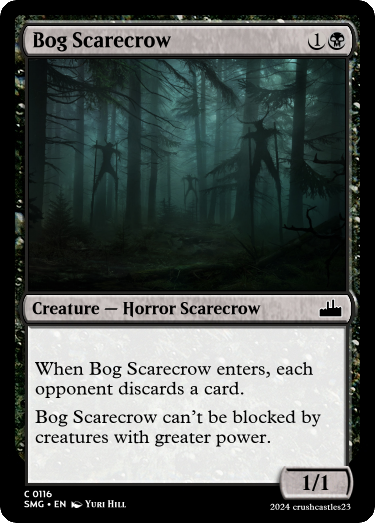 Bog Scarecrow 1
Creature — Horror Scarecrow
When Bog Scarecrow enters, each
opponent discards a card.
Bog Scarecrow can't be blocked by
creatures with greater power.
1/1
C 0116
SMG • EN Yuri Hill
2024 crushcastles23